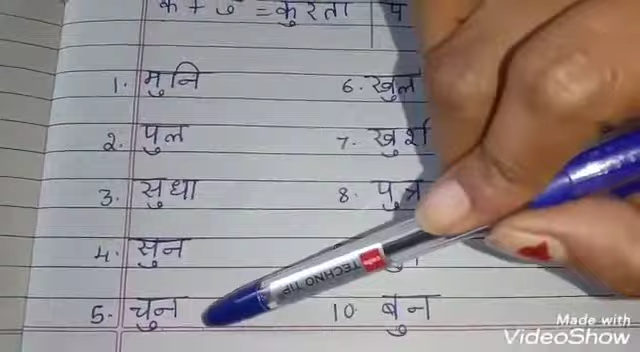 क + ु = कुरता
1. मुनि 6. खुल
2. पुल 7. खुश
3. सुधा 8. पुत्र
4. सुन
5. चुन 10. बुन
TECHNO TIP
Made with
VideoShow